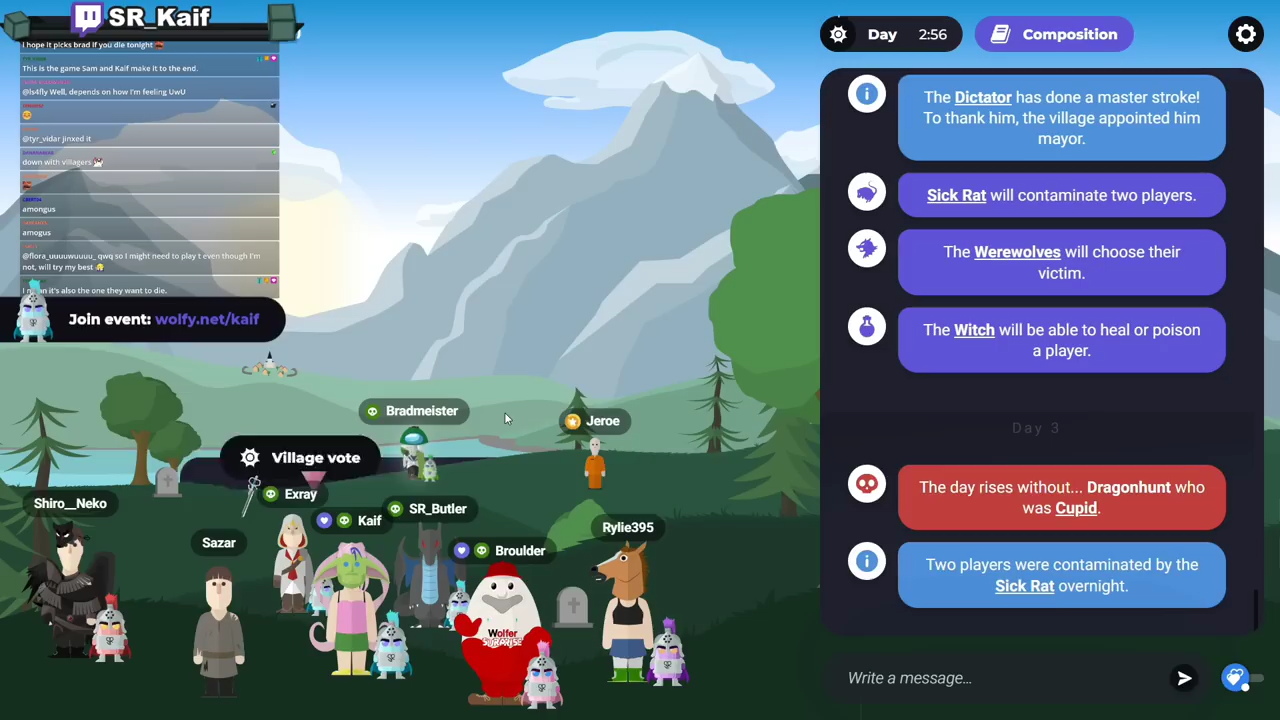 SR_Kaif
I hope it picks brad if you die tonight
This is the game Sam and Kaif make it to the end.
@ls4fly Well, depends on how I'm feeling UwU
@tyr_vidar jinxed it
down with villagers
amongus
amogus
@flora_uuuuwuuuu_ qwq so I might need to play t even though I'm
not, will try my best
it's also the one they want to die.
Join event: wolfy.net/kaif
Bradmeister
Jeroe
Village vote
Shiro__Neko
Exray
SR_Butler
Kaif
Rylie395
Sazar
Broulder
Wolfer
SURPRISE
Day 2:56
Composition
The Dictator has done a master stroke!
To thank him, the village appointed him
mayor.
Sick Rat will contaminate two players.
The Werewolves will choose their
victim.
The Witch will be able to heal or poison
a player.
Day 3
The day rises without... Dragonhunt who
was Cupid.
Two players were contaminated by the
Sick Rat overnight.
Write a message...